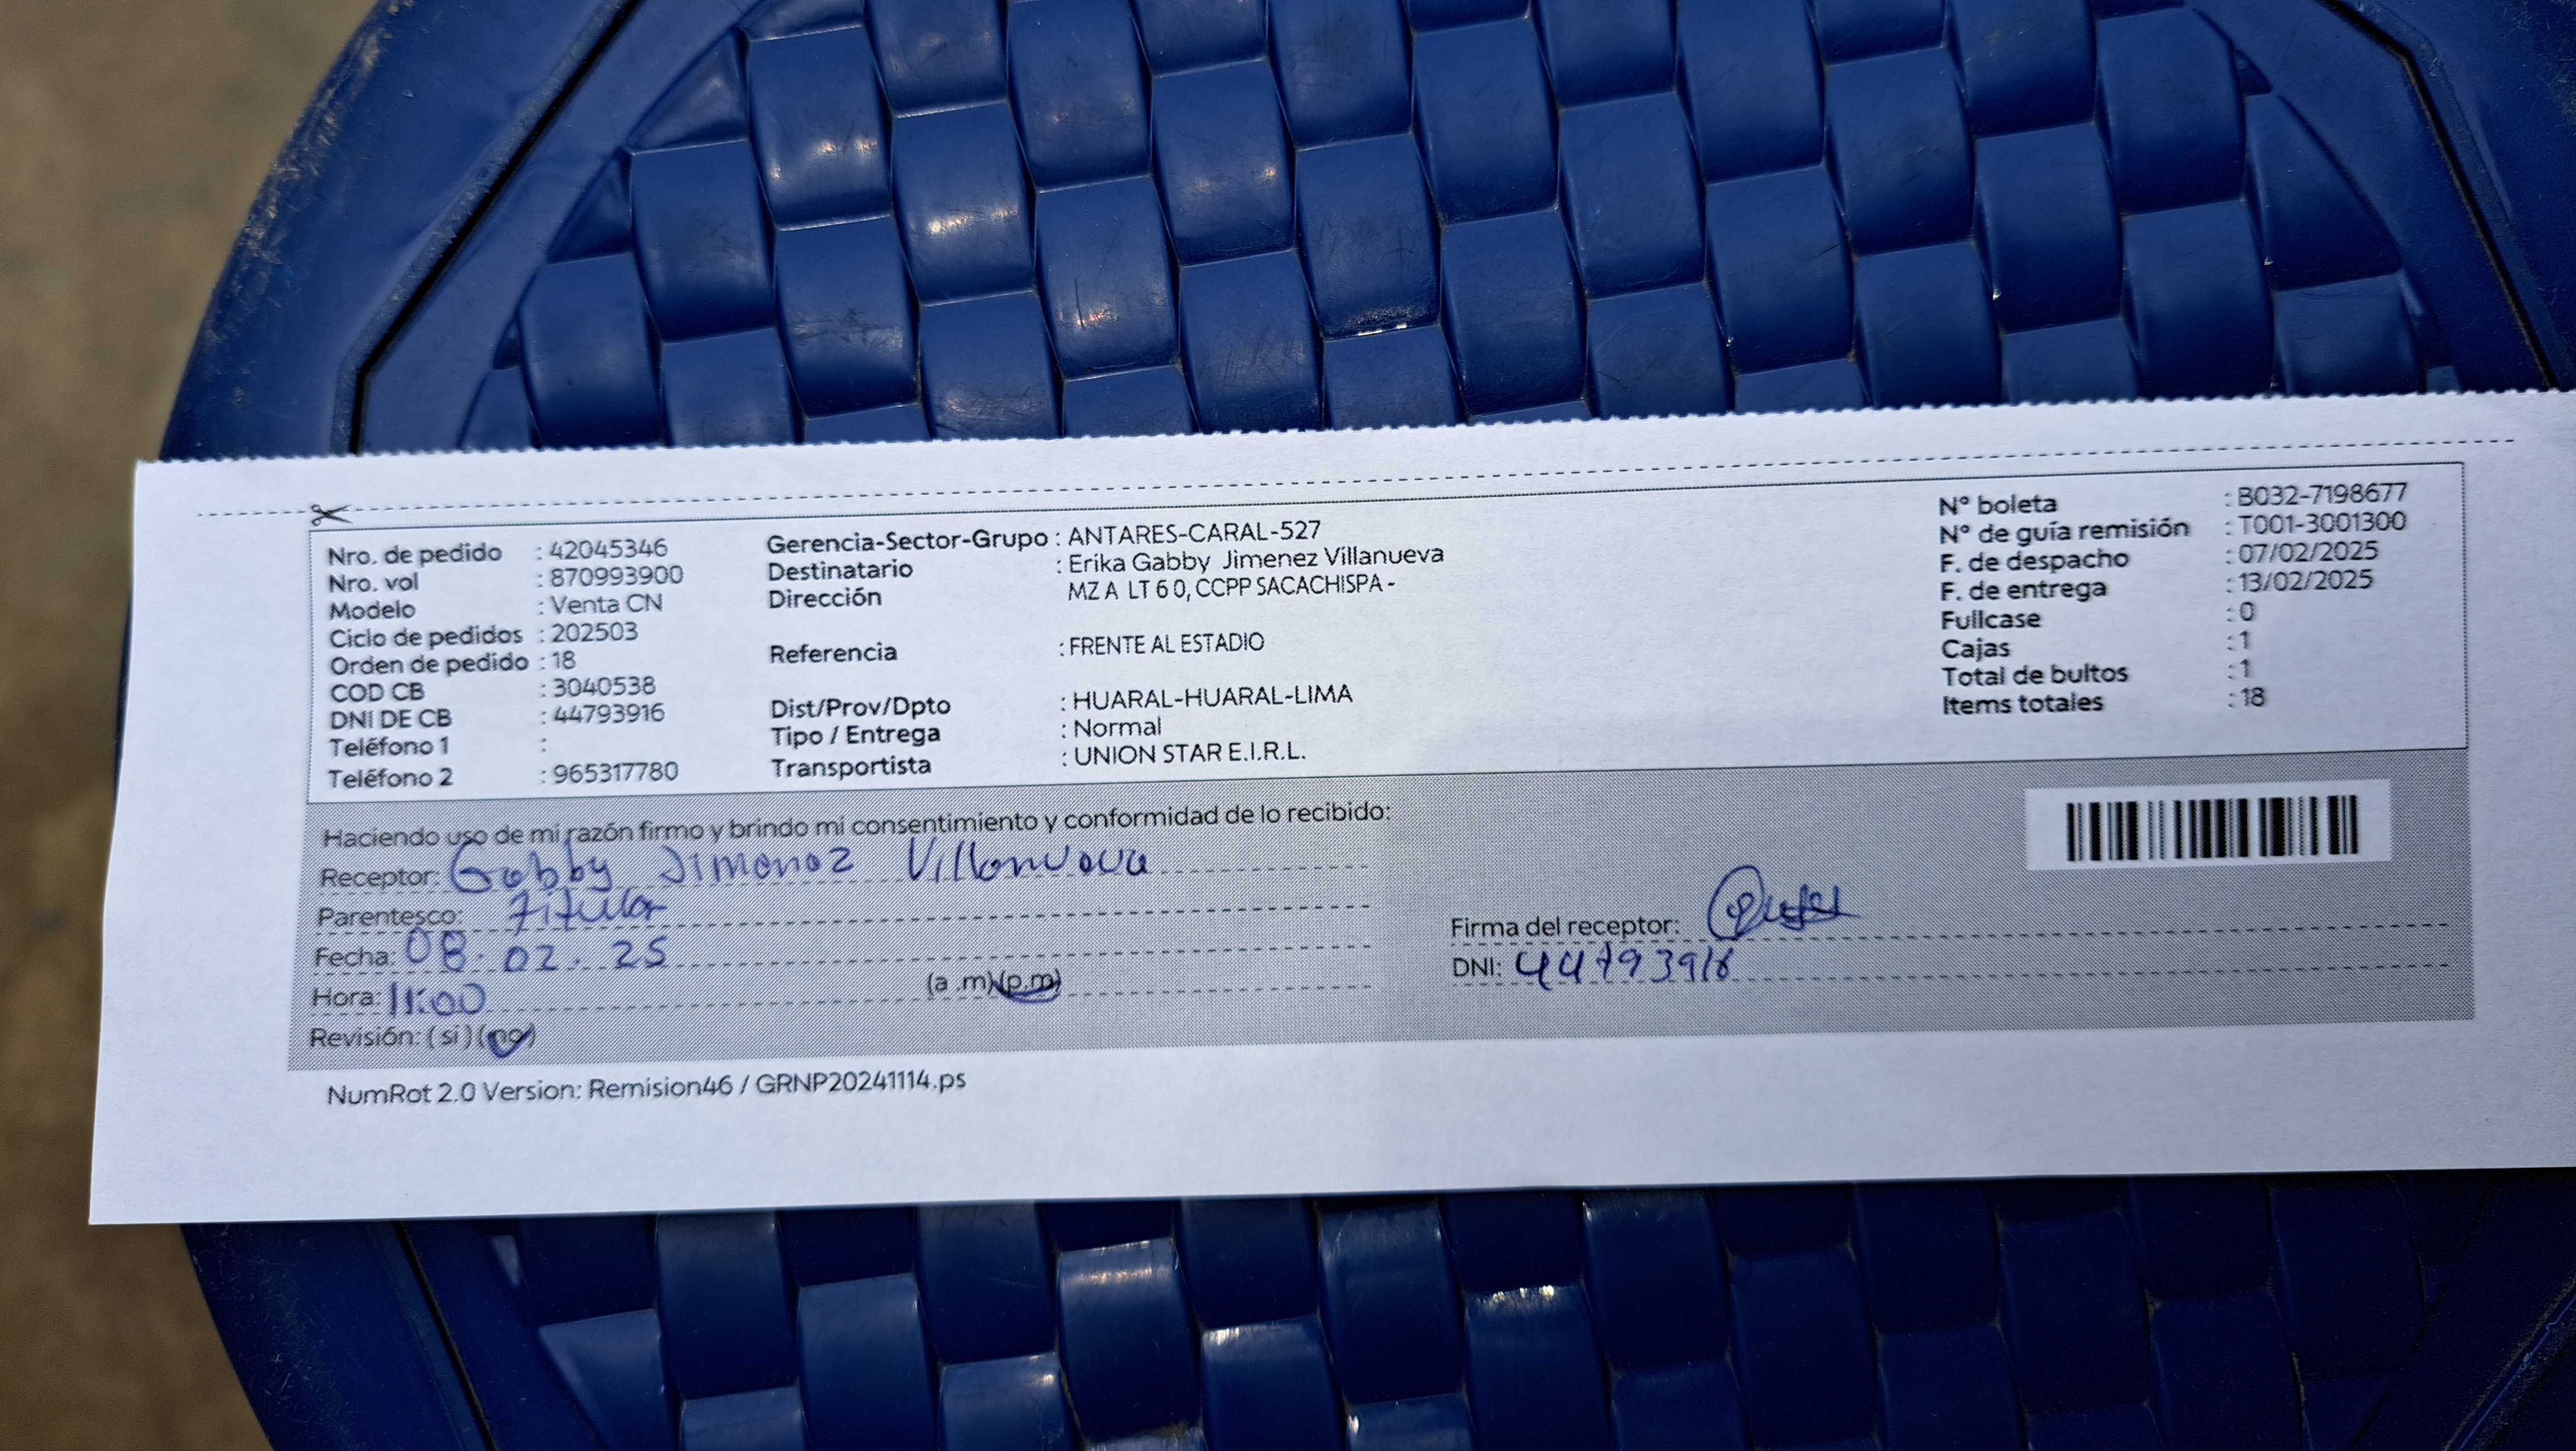 Nro. de pedido : 42045346
Nro. vol : 870993900
Modelo : Venta CN
Ciclo de pedidos : 202503
Orden de pedido : 18
COD CB : 3040538
DNI DE CB : 44793916
Teléfono 1 :
Teléfono 2 : 965317780
Gerencia-Sector-Grupo : ANTARES-CARAL-527
Destinatario : Erika Gabby Jimenez Villanueva
Dirección MZ A LT 6 0, CCPP SACACHISPA -
Referencia : FRENTE AL ESTADIO
Dist/Prov/Dpto : HUARAL-HUARAL-LIMA
Tipo / Entrega : Normal
Transportista : UNION STAR E.I.R.L.
N° boleta : B032-7198677
N° de guía remisión : T001-3001300
F. de despacho : 07/02/2025
F. de entrega : 13/02/2025
Fullcase : 0
Cajas : 1
Total de bultos : 1
Items totales : 18
Haciendo uso de mi razón firmo y brindo mi consentimiento y conformidad de lo recibido:
Receptor: Gabby Jimenez Villanueva
Parentesco: Titular
Fecha: 08.02.25
Hora: 11:00 (a .m)(p.m)
Revisión: (si)(no)
Firma del receptor:
DNI: 44793916
NumRot 2.0 Version: Remision46 / GRNP20241114.ps